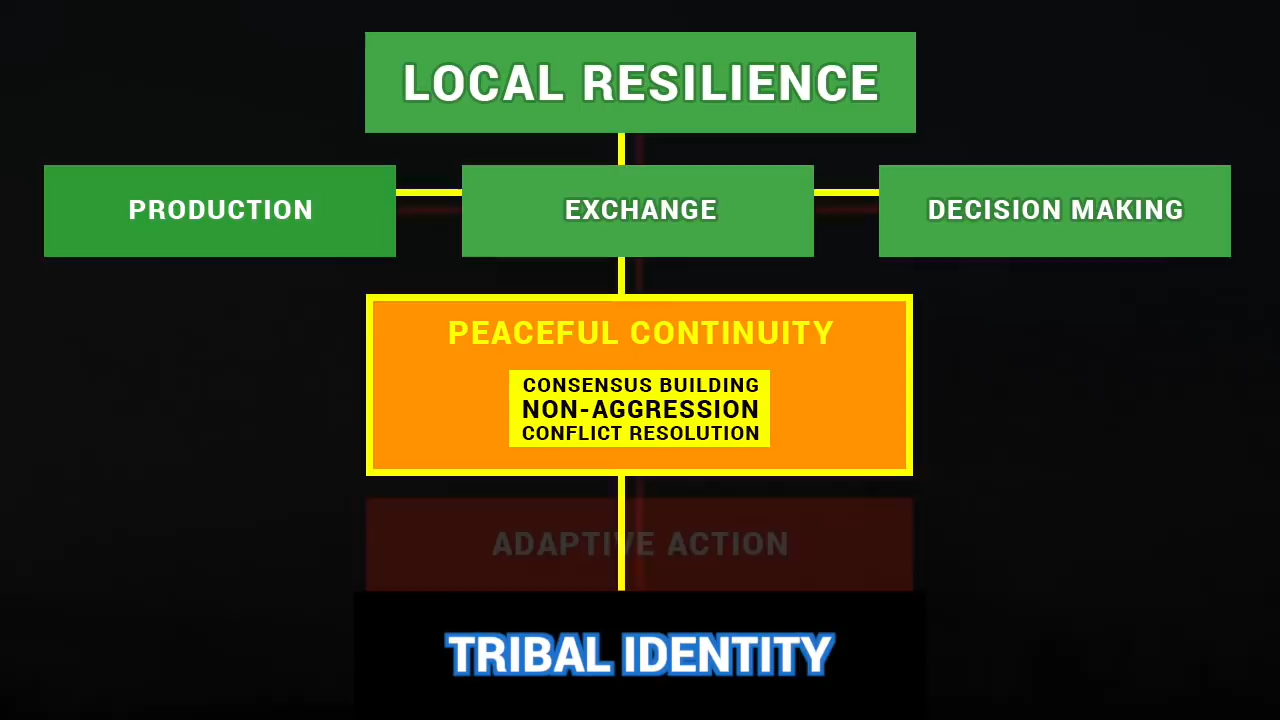 LOCAL RESILIENCE
PRODUCTION
EXCHANGE
DECISION MAKING
PEACEFUL CONTINUITY
CONSENSUS BUILDING
NON-AGGRESSION
CONFLICT RESOLUTION
ADAPTIVE ACTION
TRIBAL IDENTITY